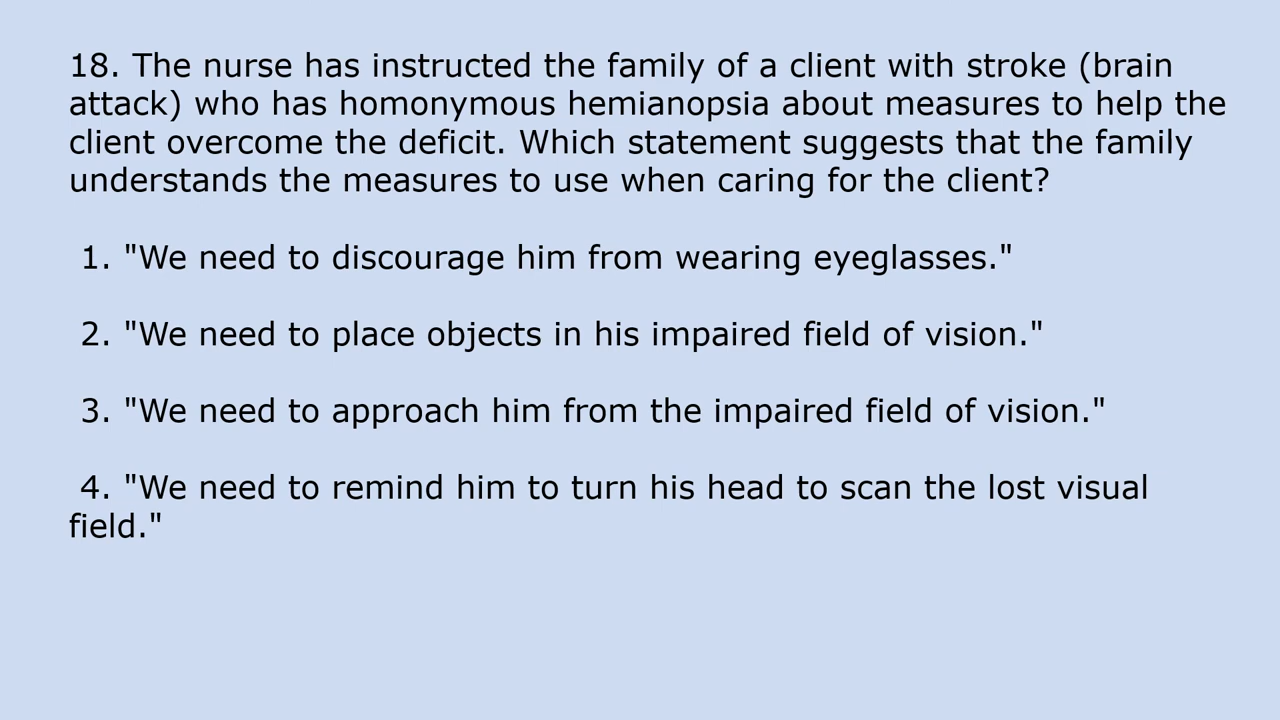 18. The nurse has instructed the family of a client with stroke (brain
attack) who has homonymous hemianopsia about measures to help the
client overcome the deficit. Which statement suggests that the family
understands the measures to use when caring for the client?
1. "We need to discourage him from wearing eyeglasses."
2. "We need to place objects in his impaired field of vision."
3. "We need to approach him from the impaired field of vision."
4. "We need to remind him to turn his head to scan the lost visual
field."